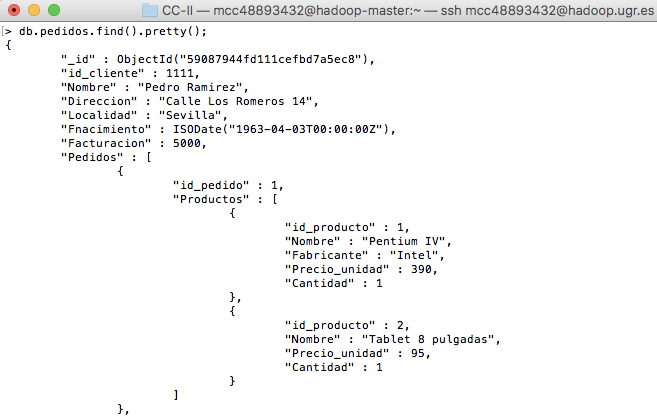 CC-II — mcc48893432@hadoop-master:~ — ssh mcc48893432@hadoop.ugr.es
[> db.pedidos.find().pretty();
{
        "_id" : ObjectId("59087944fd111cefbd7a5ec8"),
        "id_cliente" : 1111,
        "Nombre" : "Pedro Ramirez",
        "Direccion" : "Calle Los Romeros 14",
        "Localidad" : "Sevilla",
        "Fnacimiento" : ISODate("1963-04-03T00:00:00Z"),
        "Facturacion" : 5000,
        "Pedidos" : [
                {
                        "id_pedido" : 1,
                        "Productos" : [
                                {
                                        "id_producto" : 1,
                                        "Nombre" : "Pentium IV",
                                        "Fabricante" : "Intel",
                                        "Precio_unidad" : 390,
                                        "Cantidad" : 1
                                },
                                {
                                        "id_producto" : 2,
                                        "Nombre" : "Tablet 8 pulgadas",
                                        "Precio_unidad" : 95,
                                        "Cantidad" : 1
                                }
                        ]
                },